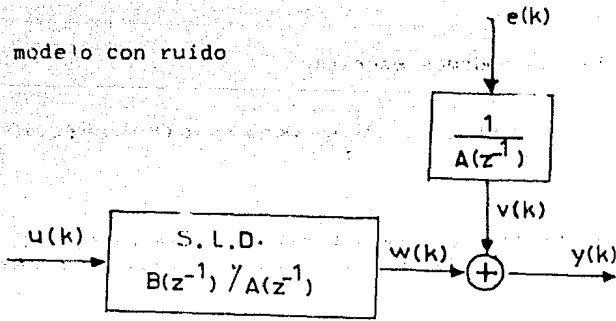 e(k)
modelo con ruido
1
A(z⁻¹)
v(k)
u(k)
S.L.D.
B(z⁻¹) / A(z⁻¹)
w(k)
+
y(k)